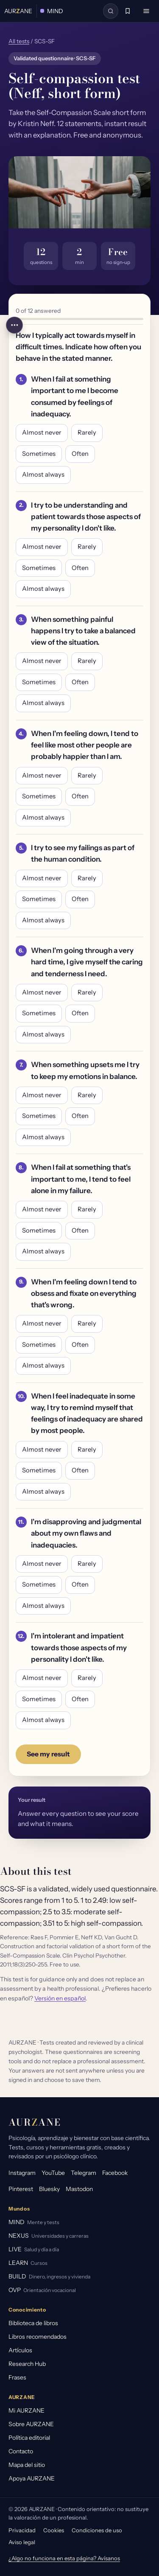 AURZANE MIND
All tests / SCS-SF
Validated questionnaire · SCS-SF
Self-compassion test
(Neff, short form)
Take the Self-Compassion Scale short form
by Kristin Neff. 12 statements, instant result
with an explanation. Free and anonymous.
12
questions
2
min
Free
no sign-up
0 of 12 answered
How I typically act towards myself in
difficult times. Indicate how often you
behave in the stated manner.
1. When I fail at something
important to me I become
consumed by feelings of
inadequacy.
Almost never Rarely
Sometimes Often
Almost always
2. I try to be understanding and
patient towards those aspects of
my personality I don't like.
Almost never Rarely
Sometimes Often
Almost always
3. When something painful
happens I try to take a balanced
view of the situation.
Almost never Rarely
Sometimes Often
Almost always
4. When I'm feeling down, I tend to
feel like most other people are
probably happier than I am.
Almost never Rarely
Sometimes Often
Almost always
5. I try to see my failings as part of
the human condition.
Almost never Rarely
Sometimes Often
Almost always
6. When I'm going through a very
hard time, I give myself the caring
and tenderness I need.
Almost never Rarely
Sometimes Often
Almost always
7. When something upsets me I try
to keep my emotions in balance.
Almost never Rarely
Sometimes Often
Almost always
8. When I fail at something that's
important to me, I tend to feel
alone in my failure.
Almost never Rarely
Sometimes Often
Almost always
9. When I'm feeling down I tend to
obsess and fixate on everything
that's wrong.
Almost never Rarely
Sometimes Often
Almost always
10. When I feel inadequate in some
way, I try to remind myself that
feelings of inadequacy are shared
by most people.
Almost never Rarely
Sometimes Often
Almost always
11. I'm disapproving and judgmental
about my own flaws and
inadequacies.
Almost never Rarely
Sometimes Often
Almost always
12. I'm intolerant and impatient
towards those aspects of my
personality I don't like.
Almost never Rarely
Sometimes Often
Almost always
See my result
Your result
Answer every question to see your score
and what it means.
About this test
SCS-SF is a validated, widely used questionnaire.
Scores range from 1 to 5. 1 to 2.49: low self-
compassion; 2.5 to 3.5: moderate self-
compassion; 3.51 to 5: high self-compassion.
Reference: Raes F, Pommier E, Neff KD, Van Gucht D.
Construction and factorial validation of a short form of the
Self-Compassion Scale. Clin Psychol Psychother.
2011;18(3):250-255. Free to use.
This test is for guidance only and does not replace an
assessment by a health professional. ¿Prefieres hacerlo
en español? Versión en español.
AURZANE · Tests created and reviewed by a clinical
psychologist. These questionnaires are screening
tools and do not replace a professional assessment.
Your answers are not sent anywhere unless you are
signed in and choose to save them.
AURZANE
Psicología, aprendizaje y bienestar con base científica.
Tests, cursos y herramientas gratis, creados y
revisados por un psicólogo clínico.
Instagram YouTube Telegram Facebook
Pinterest Bluesky Mastodon
Mundos
MIND Mente y tests
NEXUS Universidades y carreras
LIVE Salud y día a día
LEARN Cursos
BUILD Dinero, ingresos y vivienda
OVP Orientación vocacional
Conocimiento
Biblioteca de libros
Libros recomendados
Artículos
Research Hub
Frases
AURZANE
Mi AURZANE
Sobre AURZANE
Política editorial
Contacto
Mapa del sitio
Apoya AURZANE
© 2026 AURZANE · Contenido orientativo: no sustituye
la valoración de un profesional.
Privacidad Cookies Condiciones de uso
Aviso legal
¿Algo no funciona en esta página? Avísanos